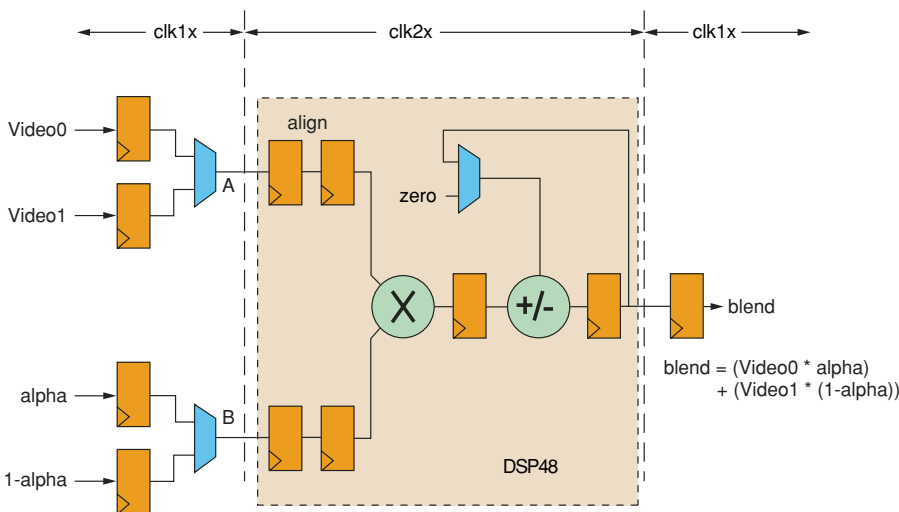 clk1x
clk2x
clk1x
Video0
align
A
zero
Video1
X
+/-
blend
blend = (Video0 * alpha)
+ (Video1 * (1-alpha))
alpha
B
DSP48
1-alpha